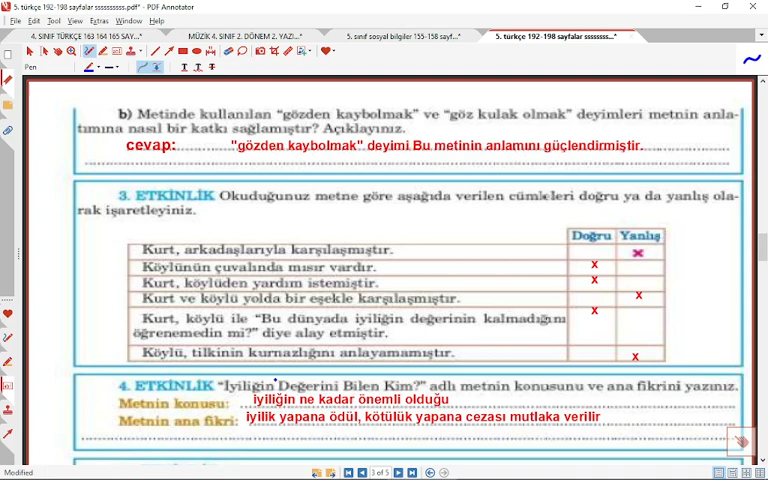 5. türkçe 192-198 sayfalar sssssssss.pdf* - PDF Annotator
File Edit Tool View Extras Window Help
4. SINIF TÜRKÇE 163 164 165 SAY...*
MÜZİK 4. SINIF 2. DÖNEM 2. YAZI...*
5. sınıf sosyal bilgiler 155-158 sayf...*
5. türkçe 192-198 sayfalar ssssssss...*
Pen
b) Metinde kullanılan "gözden kaybolmak" ve "göz kulak olmak" deyimleri metnin anla-
tımına nasıl bir katkı sağlamıştır? Açıklayınız.
cevap: "gözden kaybolmak" deyimi Bu metinin anlamını güçlendirmiştir.
3. ETKİNLİK Okuduğunuz metne göre aşağıda verilen cümleleri doğru ya da yanlış ola-
rak işaretleyiniz.
Doğru Yanlış
Kurt, arkadaşlarıyla karşılaşmıştır. x
Köylünün çuvalında mısır vardır. x
Kurt, köylüden yardım istemiştir. x
Kurt ve köylü yolda bir eşekle karşılaşmıştır. x
Kurt, köylü ile "Bu dünyada iyiliğin değerinin kalmadığını x
öğrenemedin mi?" diye alay etmiştir.
Köylü, tilkinin kurnazlığını anlayamamıştır. x
4. ETKİNLİK "İyiliğin Değerini Bilen Kim?" adlı metnin konusunu ve ana fikrini yazınız.
Metnin konusu: iyiliğin ne kadar önemli olduğu
Metnin ana fikri: iyilik yapana ödül, kötülük yapana cezası mutlaka verilir
Modified
3 of 5